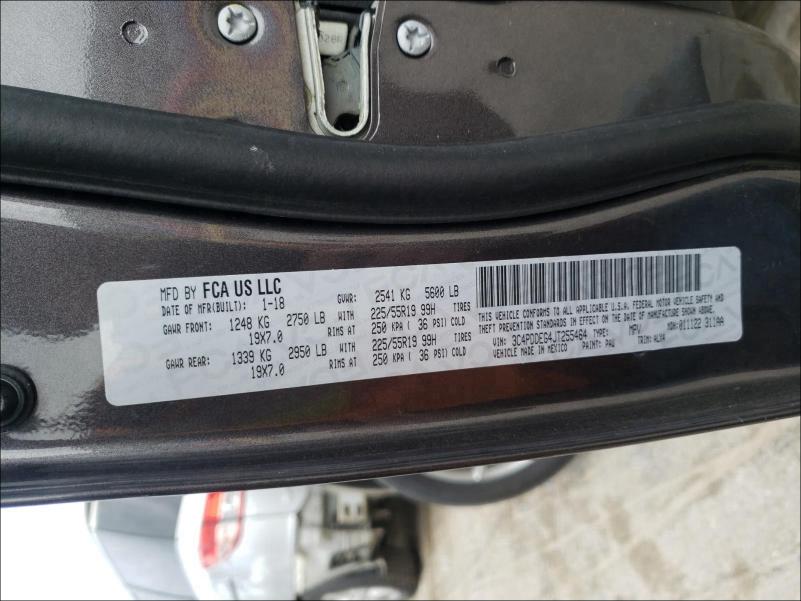 MFD BY FCA US LLC
DATE OF MFR(BUILT): 1-18 GVWR: 2541 KG 5600 LB
GAWR FRONT: 1248 KG 2750 LB WITH 225/55R19 99H TIRES
19X7.0 RIMS AT 250 KPA ( 36 PSI) COLD
GAWR REAR: 1339 KG 2950 LB WITH 225/55R19 99H TIRES
19X7.0 RIMS AT 250 KPA ( 36 PSI) COLD
THIS VEHICLE CONFORMS TO ALL APPLICABLE U.S.A. FEDERAL MOTOR VEHICLE SAFETY AND
THEFT PREVENTION STANDARDS IN EFFECT ON THE DATE OF MANUFACTURE SHOWN ABOVE.
VIN: 3C4PDDEG4JT255464 TYPE: MPV MDH: 011122 311AA
VEHICLE MADE IN MEXICO PAINT: PAU TRIM: